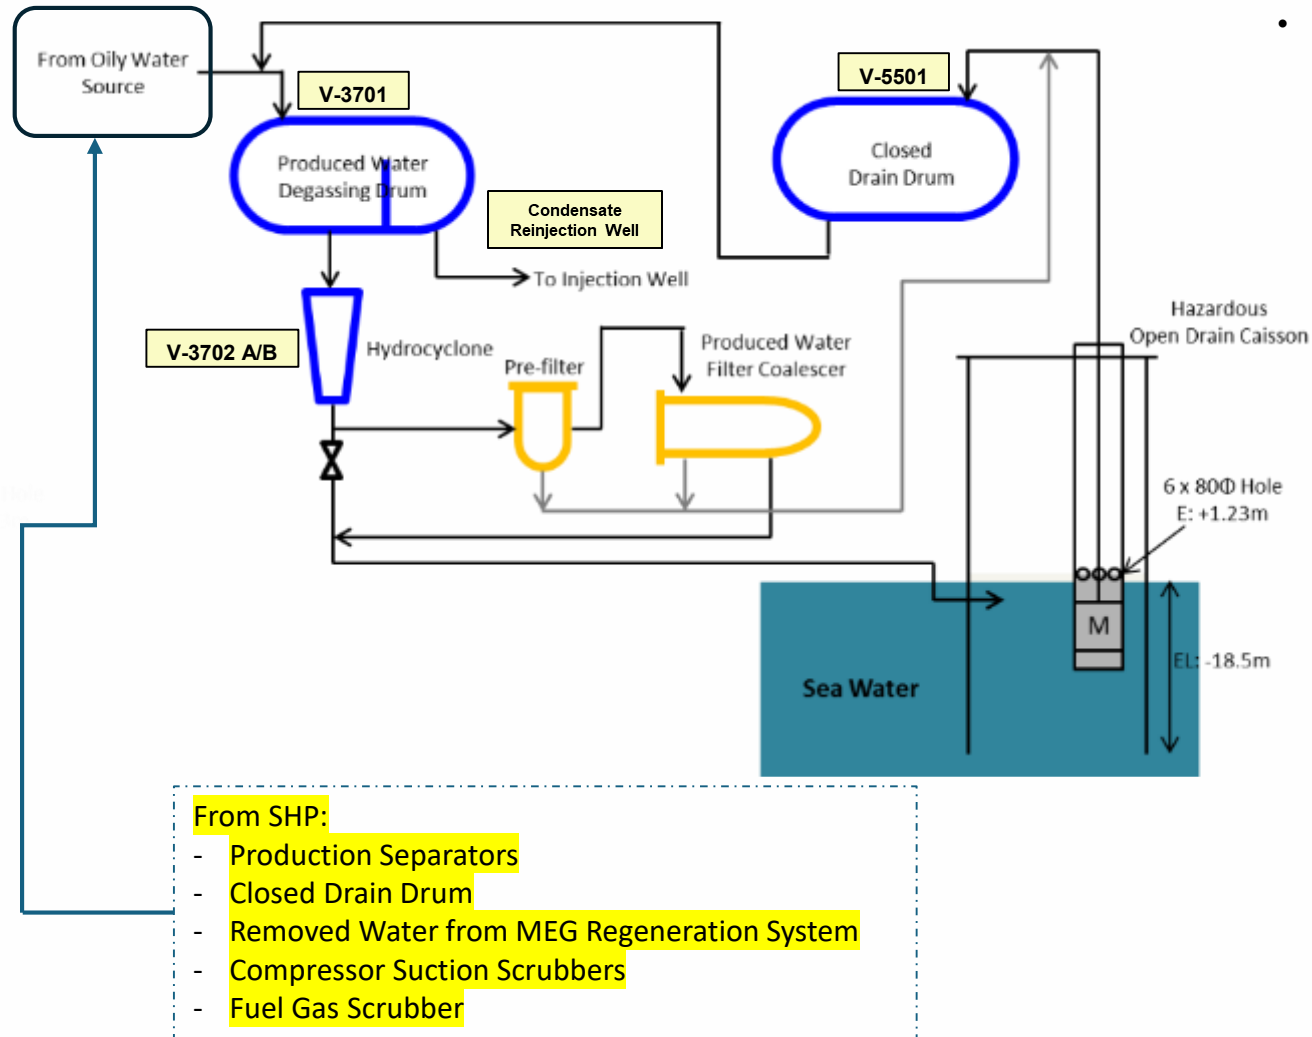 From Oily Water
Source
V-3701
Produced Water
Degassing Drum
Condensate
Reinjection Well
To Injection Well
V-5501
Closed
Drain Drum
V-3702 A/B
Hydrocyclone
Pre-filter
Produced Water
Filter Coalescer
Hazardous
Open Drain Caisson
6 x 80Φ Hole
E: +1.23m
M
EL: -18.5m
Sea Water
From SHP:
- Production Separators
- Closed Drain Drum
- Removed Water from MEG Regeneration System
- Compressor Suction Scrubbers
- Fuel Gas Scrubber